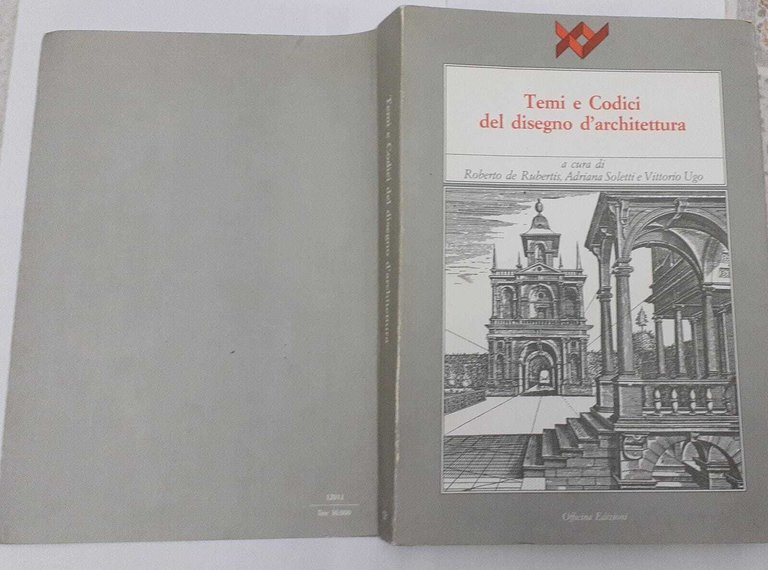 Temi e Codici
del disegno d'architettura
a cura di
Roberto de Rubertis, Adriana Soletti e Vittorio Ugo
Officina Edizioni
Temi e Codici del disegno d'architettura